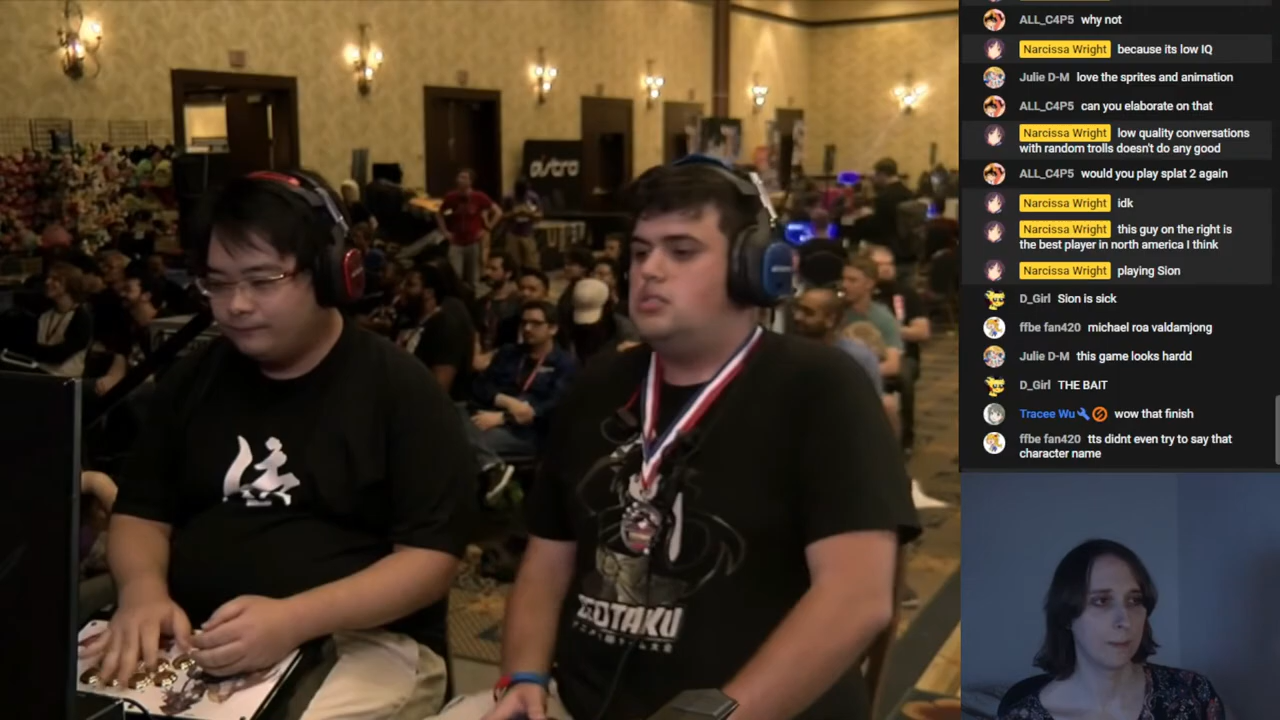 ALL_C4P5 why not
Narcissa Wright because its low IQ
Julie D-M love the sprites and animation
ALL_C4P5 can you elaborate on that
Narcissa Wright low quality conversations
with random trolls doesn't do any good
ALL_C4P5 would you play splat 2 again
Narcissa Wright idk
Narcissa Wright this guy on the right is
the best player in north america I think
Narcissa Wright playing Sion
D_Girl Sion is sick
ffbe fan420 michael roa valdamjong
Julie D-M this game looks hardd
D_Girl THE BAIT
Tracee Wu wow that finish
ffbe fan420 tts didnt even try to say that
character name
astro